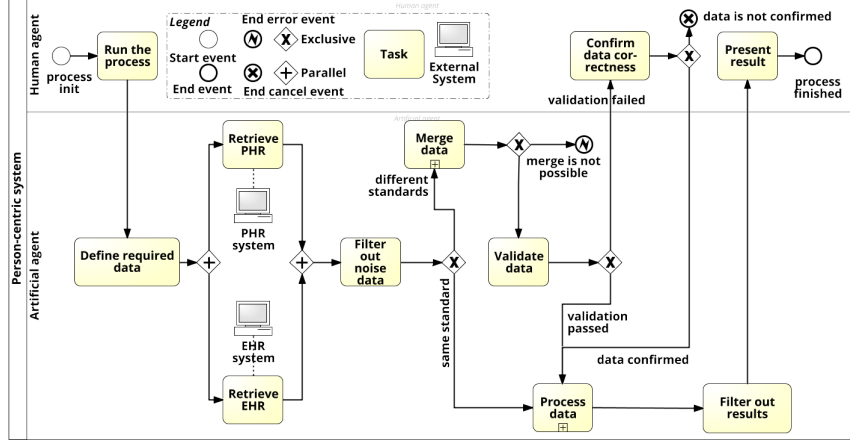 Human agent
Legend
End error event
Start event
End event
Exclusive
Parallel
End cancel event
Task
External
System
data is not confirmed
Human agent
process
init
Run the
process
Confirm
data cor-
rectness
Present
result
process
finished
validation failed
Person-centric system
Artificial agent
Artificial agent
Retrieve
PHR
PHR
system
Merge
data
merge is not
possible
different
standards
Define required
data
Filter
out
noise
data
Validate
data
same standard
validation
passed
data confirmed
EHR
system
Retrieve
EHR
Process
data
Filter out
results